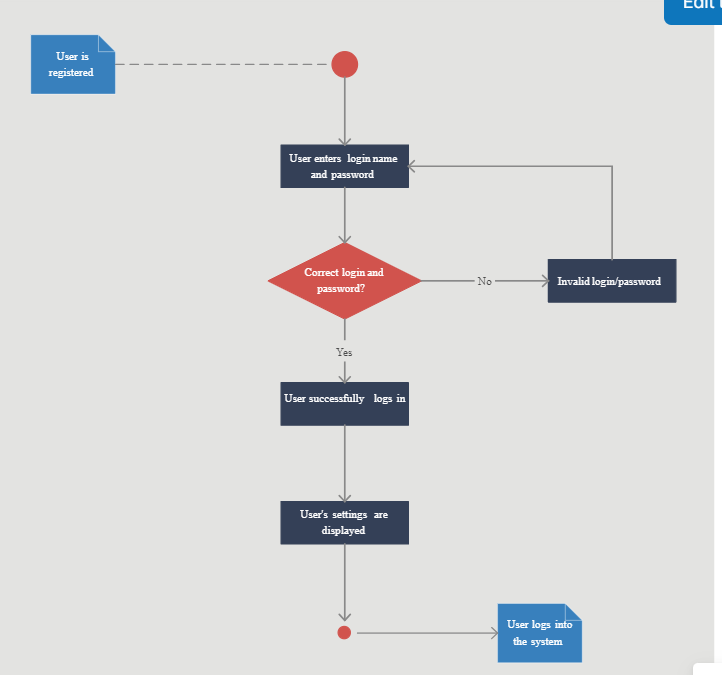 Edit
User is
registered
User enters login name
and password
Correct login and
password?
No
Invalid login/password
Yes
User successfully logs in
User's settings are
displayed
User logs into
the system